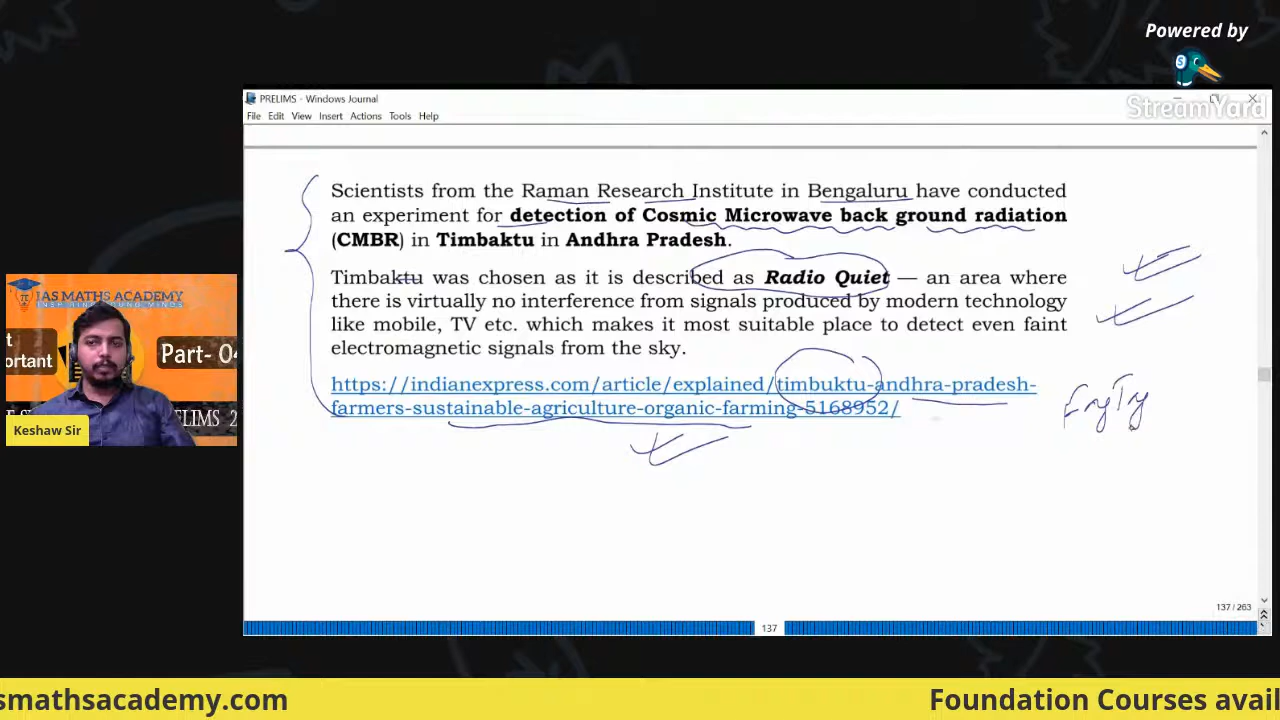 Powered by
StreamYard
PRELIMS - Windows Journal
File Edit View Insert Actions Tools Help
Scientists from the Raman Research Institute in Bengaluru have conducted
an experiment for detection of Cosmic Microwave back ground radiation
(CMBR) in Timbaktu in Andhra Pradesh.
Timbaktu was chosen as it is described as Radio Quiet — an area where
there is virtually no interference from signals produced by modern technology
like mobile, TV etc. which makes it most suitable place to detect even faint
electromagnetic signals from the sky.
https://indianexpress.com/article/explained/timbuktu-andhra-pradesh-
farmers-sustainable-agriculture-organic-farming-5168952/
137 / 263
137
IAS MATHS ACADEMY
Part- 04
portant
PRELIMS 2
Keshaw Sir
smathsacademy.com
Foundation Courses avail